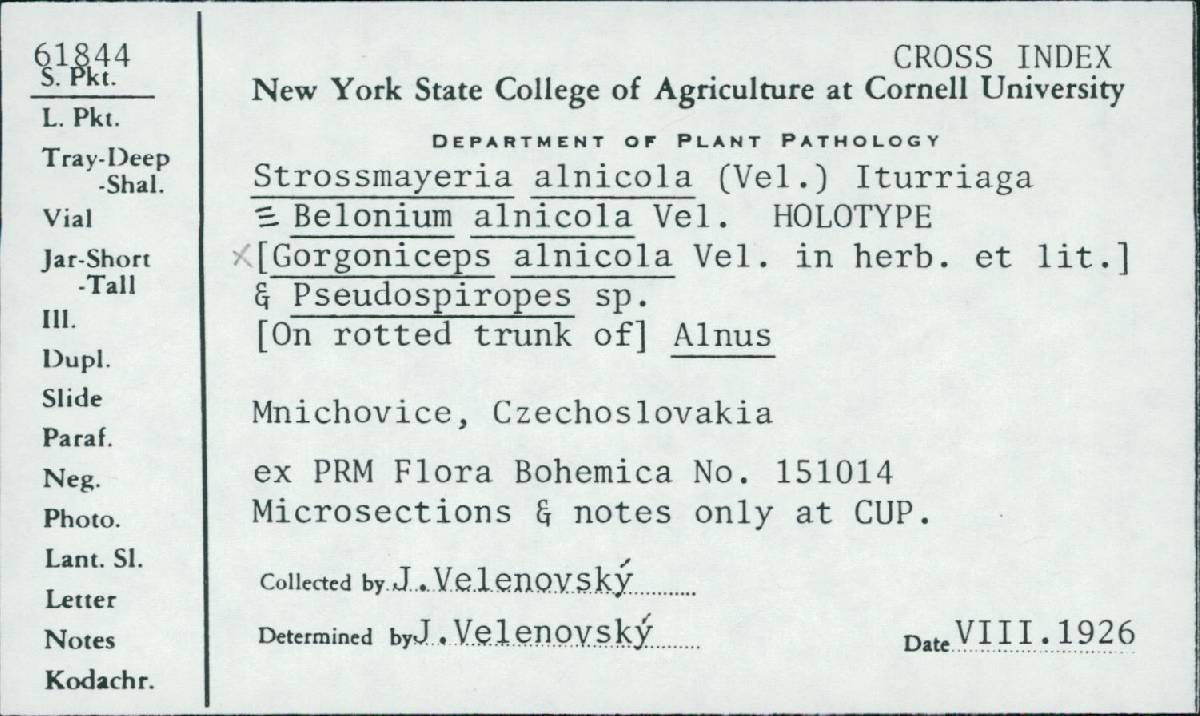 61844
S. Pkt.
L. Pkt.
Tray-Deep
-Shal.
Vial
Jar-Short
-Tall
Ill.
Dupl.
Slide
Paraf.
Neg.
Photo.
Lant. Sl.
Letter
Notes
Kodachr.
CROSS INDEX
New York State College of Agriculture at Cornell University
DEPARTMENT OF PLANT PATHOLOGY
Strossmayeria alnicola (Vel.) Iturriaga
≡ Belonium alnicola Vel. HOLOTYPE
×[Gorgoniceps alnicola Vel. in herb. et lit.]
& Pseudospiropes sp.
[On rotted trunk of] Alnus
Mnichovice, Czechoslovakia
ex PRM Flora Bohemica No. 151014
Microsections & notes only at CUP.
Collected by J.Velenovský
Determined by J.Velenovský
Date VIII.1926